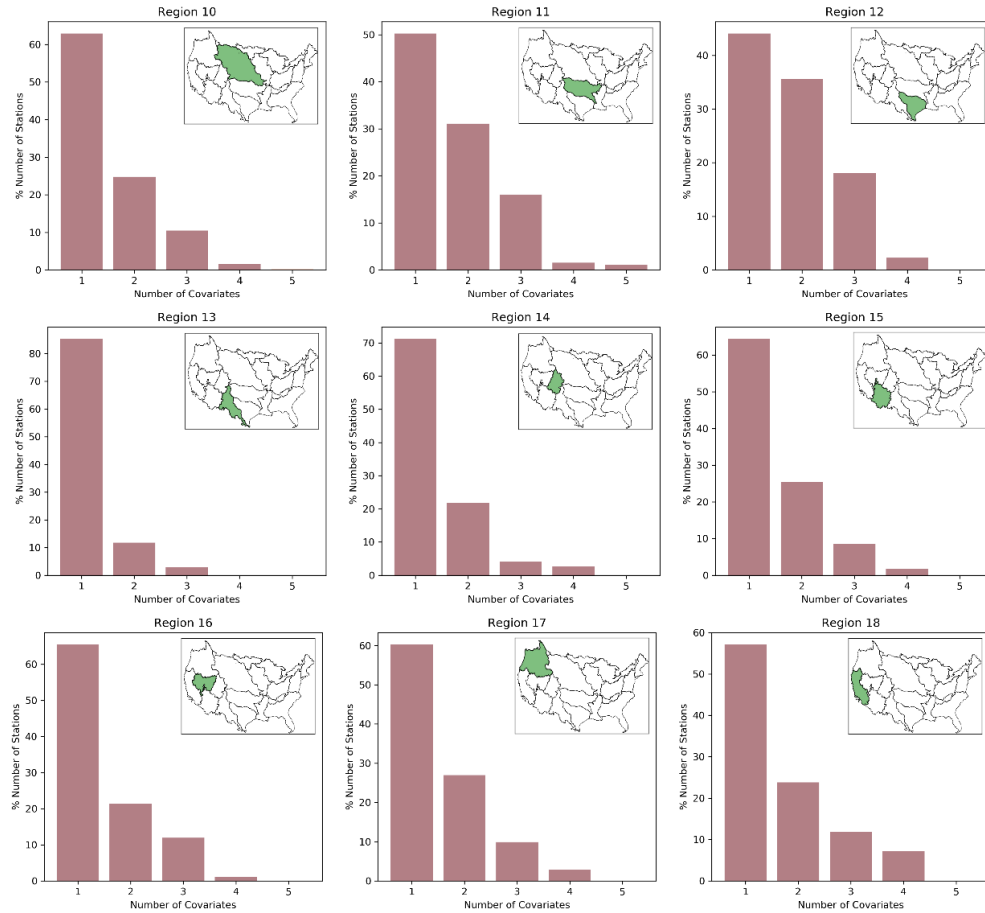 Region 10
% Number of Stations
60
50
40
30
20
10
0
1 2 3 4 5
Number of Covariates
Region 11
% Number of Stations
50
40
30
20
10
0
1 2 3 4 5
Number of Covariates
Region 12
% Number of Stations
40
30
20
10
0
1 2 3 4 5
Number of Covariates
Region 13
% Number of Stations
80
70
60
50
40
30
20
10
0
1 2 3 4 5
Number of Covariates
Region 14
% Number of Stations
70
60
50
40
30
20
10
0
1 2 3 4 5
Number of Covariates
Region 15
% Number of Stations
60
50
40
30
20
10
0
1 2 3 4 5
Number of Covariates
Region 16
% Number of Stations
60
50
40
30
20
10
0
1 2 3 4 5
Number of Covariates
Region 17
% Number of Stations
60
50
40
30
20
10
0
1 2 3 4 5
Number of Covariates
Region 18
% Number of Stations
60
50
40
30
20
10
0
1 2 3 4 5
Number of Covariates